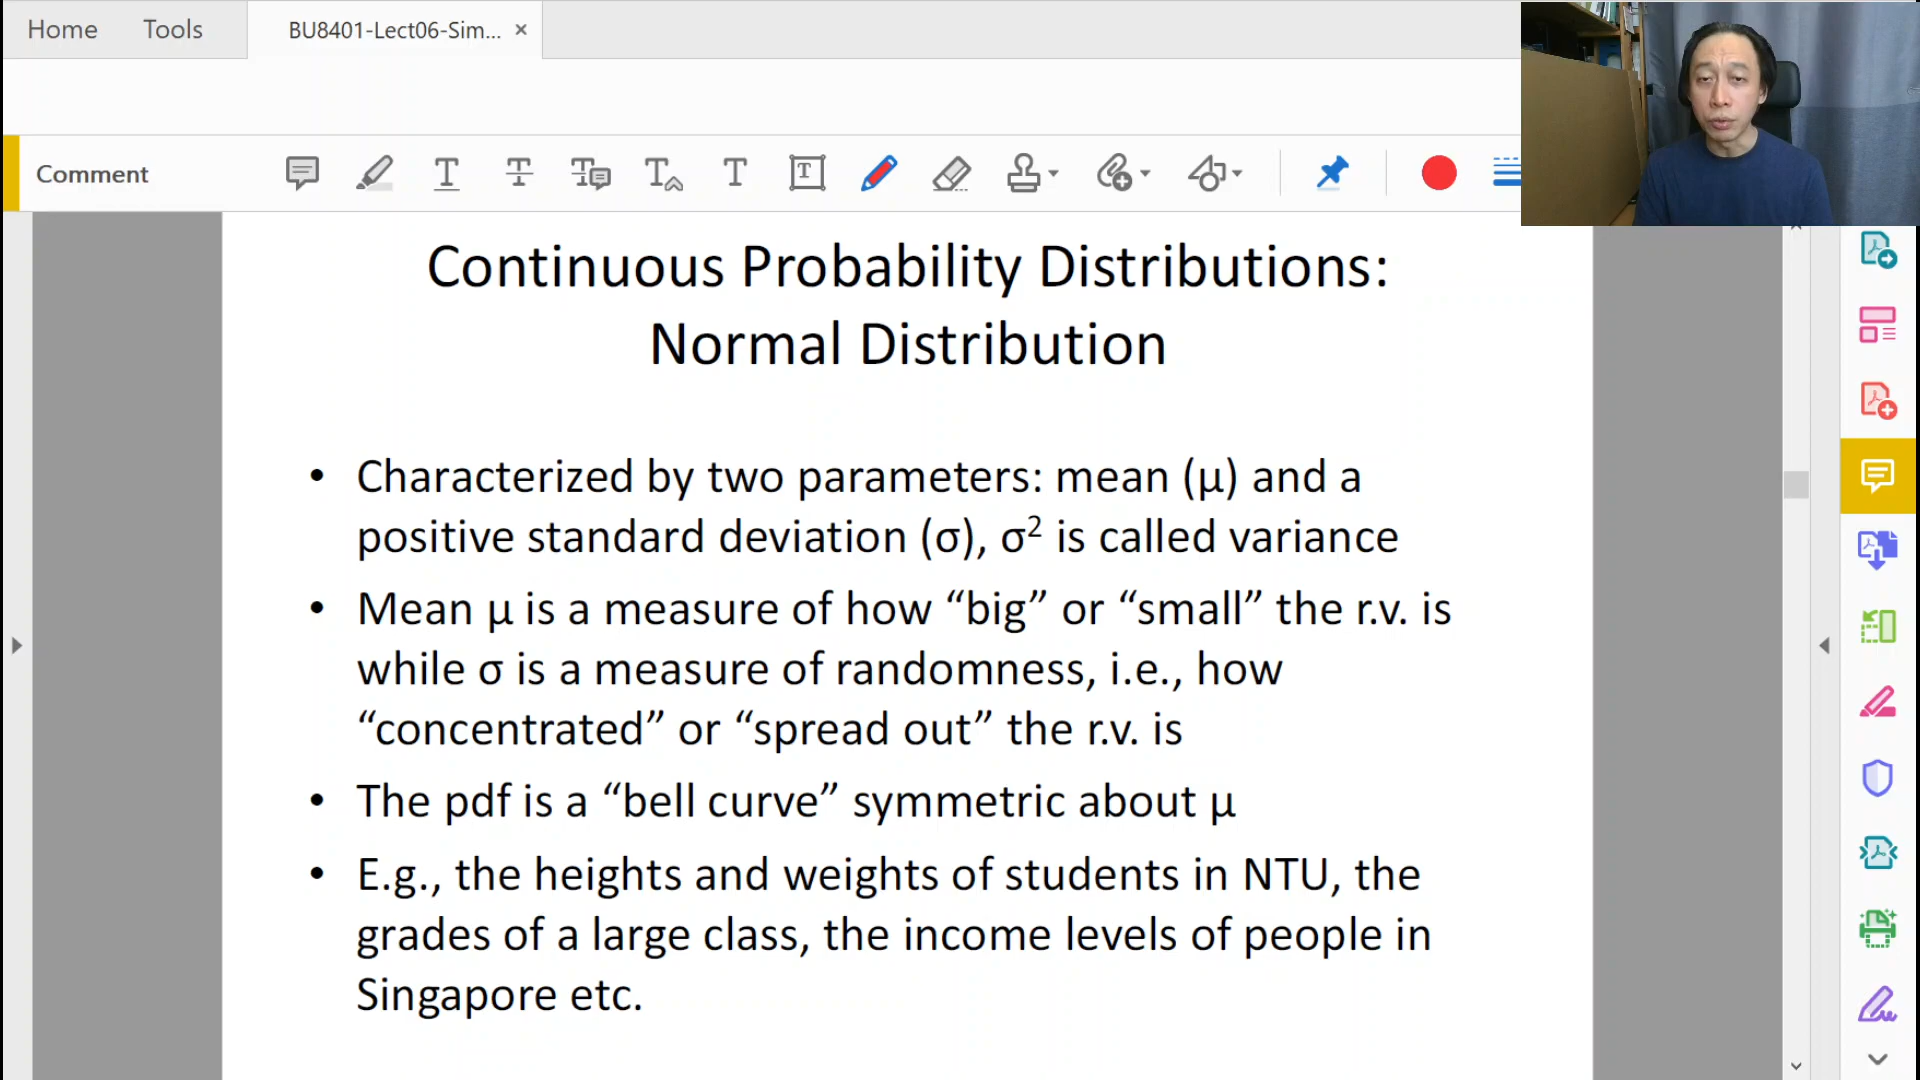 Home Tools BU8401-Lect06-Sim... ×
Comment
Continuous Probability Distributions:
Normal Distribution
• Characterized by two parameters: mean (μ) and a
positive standard deviation (σ), σ² is called variance
• Mean μ is a measure of how “big” or “small” the r.v. is
while σ is a measure of randomness, i.e., how
“concentrated” or “spread out” the r.v. is
• The pdf is a “bell curve” symmetric about μ
• E.g., the heights and weights of students in NTU, the
grades of a large class, the income levels of people in
Singapore etc.